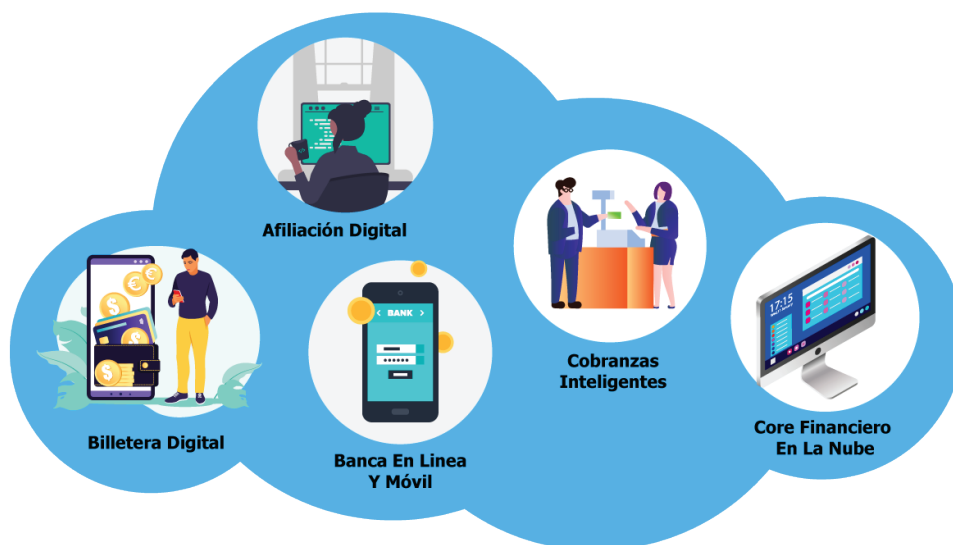 Afiliación Digital
Billetera Digital
< BANK >
Banca En Linea
Y Móvil
Cobranzas
Inteligentes
17:15
Core Financiero
En La Nube